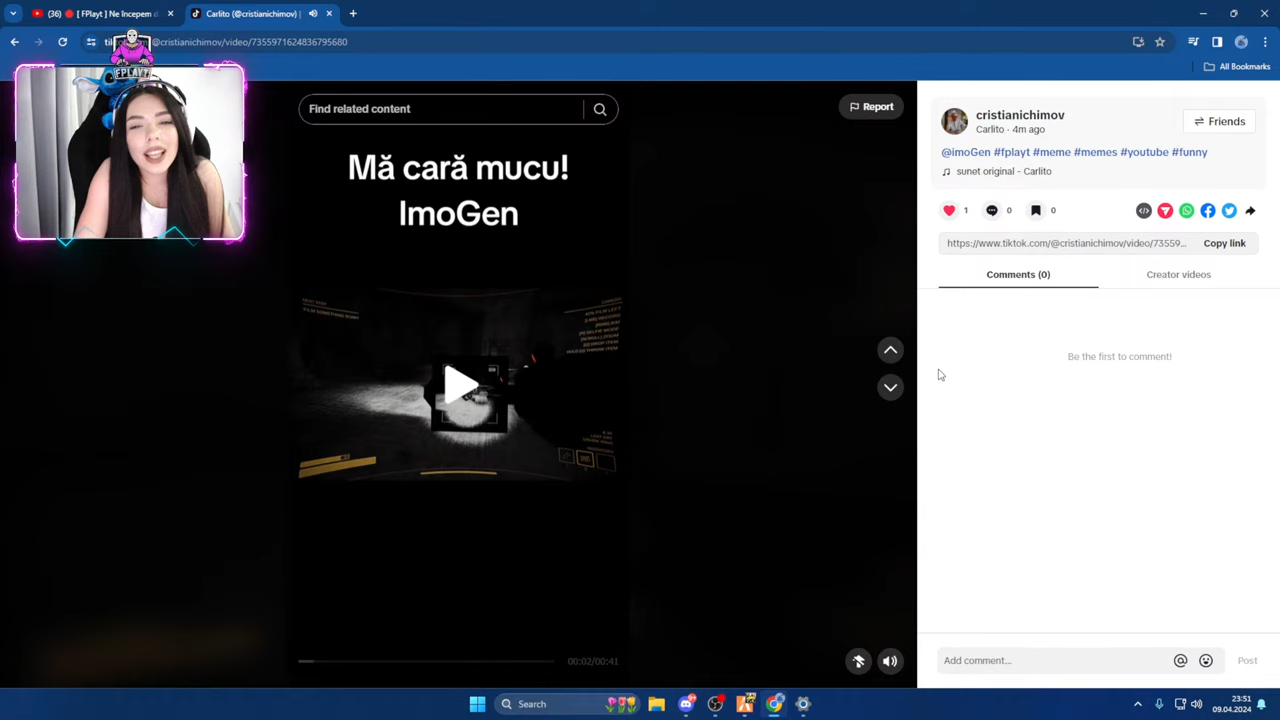 (36) 🔴 [ FPlayt ] Ne Incepem d
Carlito (@cristianichimov) |
@cristianichimov/video/7355971624836795680
All Bookmarks
FPLAYT
Find related content
Report
Mă cară mucu!
ImoGen
00:02/00:41
cristianichimov
Carlito · 4m ago
Friends
@imoGen #fplayt #meme #memes #youtube #funny
sunet original - Carlito
1
0
0
https://www.tiktok.com/@cristianichimov/video/73559...
Copy link
Comments (0)
Creator videos
Be the first to comment!
Add comment...
Post
Search
23:51
09.04.2024